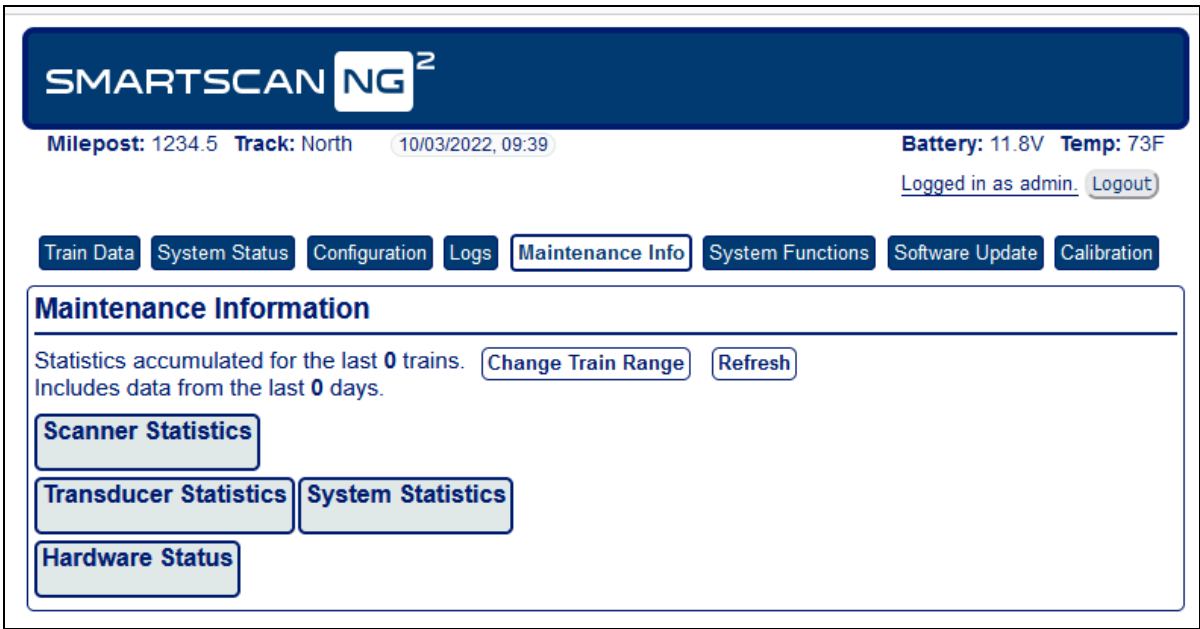 SMARTSCAN NG2
Milepost: 1234.5 Track: North 10/03/2022, 09:39 Battery: 11.8V Temp: 73F
Logged in as admin. Logout
Train Data System Status Configuration Logs Maintenance Info System Functions Software Update Calibration
Maintenance Information
Statistics accumulated for the last 0 trains. Change Train Range Refresh
Includes data from the last 0 days.
Scanner Statistics
Transducer Statistics System Statistics
Hardware Status